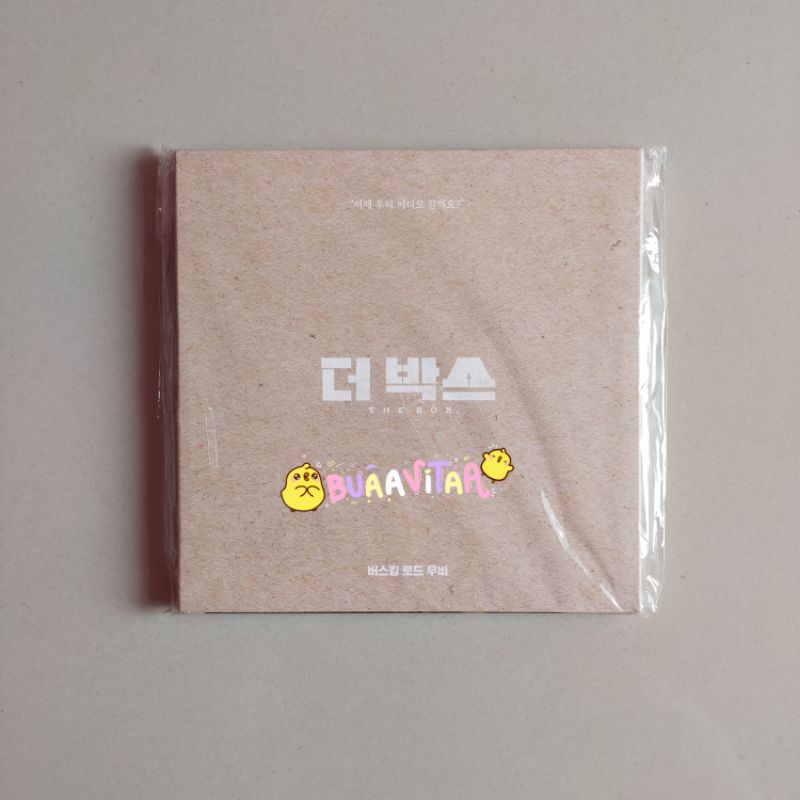 "이제 우리 어디로 갈까요?"
더 박스
THE BOX
BUAAVITAA
버스킹 로드 무비